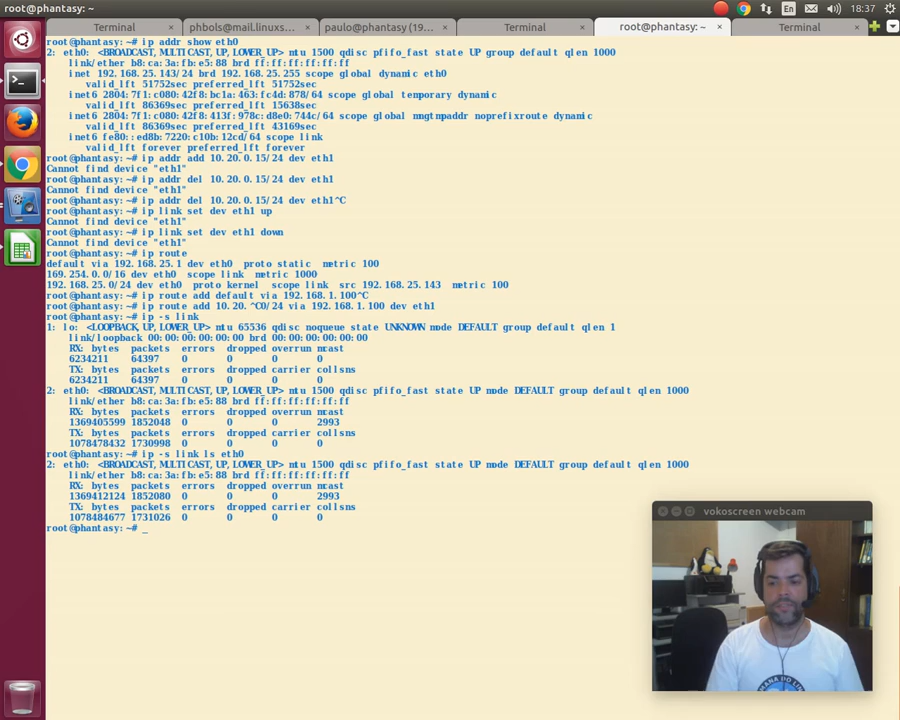 root@phantasy: ~
En
18:37
Terminal
phbols@mail.linuxs...
paulo@phantasy (19...
Terminal
root@phantasy: ~
Terminal
root@phantasy:~# ip addr show eth0
2: eth0: <BROADCAST,MULTICAST,UP,LOWER_UP> mtu 1500 qdisc pfifo_fast state UP group default qlen 1000
link/ether b8:ca:3a:fb:e5:88 brd ff:ff:ff:ff:ff:ff
inet 192.168.25.143/24 brd 192.168.25.255 scope global dynamic eth0
valid_lft 51752sec preferred_lft 51752sec
inet6 2804:7f1:c080:42f8:bc1a:463:fc4d:878/64 scope global temporary dynamic
valid_lft 86369sec preferred_lft 15638sec
inet6 2804:7f1:c080:42f8:413f:978c:d8e0:744c/64 scope global mngtmpaddr noprefixroute dynamic
valid_lft 86369sec preferred_lft 43169sec
inet6 fe80::ed8b:7220:c10b:12cd/64 scope link
valid_lft forever preferred_lft forever
root@phantasy:~# ip addr add 10.20.0.15/24 dev eth1
Cannot find device "eth1"
root@phantasy:~# ip addr del 10.20.0.15/24 dev eth1
Cannot find device "eth1"
root@phantasy:~# ip addr del 10.20.0.15/24 dev eth1^C
root@phantasy:~# ip link set dev eth1 up
Cannot find device "eth1"
root@phantasy:~# ip link set dev eth1 down
Cannot find device "eth1"
root@phantasy:~# ip route
default via 192.168.25.1 dev eth0 proto static metric 100
169.254.0.0/16 dev eth0 scope link metric 1000
192.168.25.0/24 dev eth0 proto kernel scope link src 192.168.25.143 metric 100
root@phantasy:~# ip route add default via 192.168.1.100^C
root@phantasy:~# ip route add 10.20.^C0/24 via 192.168.1.100 dev eth1
root@phantasy:~# ip -s link
1: lo: <LOOPBACK,UP,LOWER_UP> mtu 65536 qdisc noqueue state UNKNOWN mode DEFAULT group default qlen 1
link/loopback 00:00:00:00:00:00 brd 00:00:00:00:00:00
RX: bytes packets errors dropped overrun mcast
6234211 64397 0 0 0 0
TX: bytes packets errors dropped carrier collsns
6234211 64397 0 0 0 0
2: eth0: <BROADCAST,MULTICAST,UP,LOWER_UP> mtu 1500 qdisc pfifo_fast state UP mode DEFAULT group default qlen 1000
link/ether b8:ca:3a:fb:e5:88 brd ff:ff:ff:ff:ff:ff
RX: bytes packets errors dropped overrun mcast
1369405599 1852048 0 0 0 2993
TX: bytes packets errors dropped carrier collsns
1078478432 1730998 0 0 0 0
root@phantasy:~# ip -s link ls eth0
2: eth0: <BROADCAST,MULTICAST,UP,LOWER_UP> mtu 1500 qdisc pfifo_fast state UP mode DEFAULT group default qlen 1000
link/ether b8:ca:3a:fb:e5:88 brd ff:ff:ff:ff:ff:ff
RX: bytes packets errors dropped overrun mcast
1369412124 1852080 0 0 0 2993
TX: bytes packets errors dropped carrier collsns
1078484677 1731026 0 0 0 0
root@phantasy:~# _
vokoscreen webcam